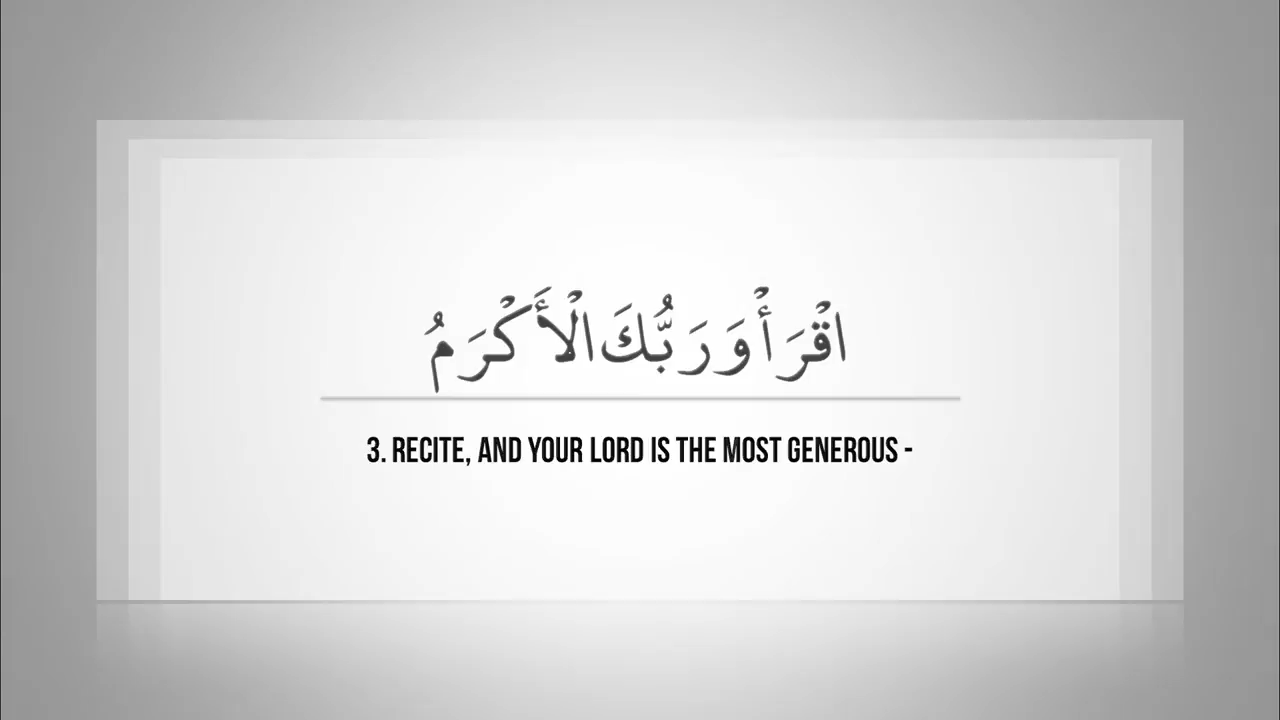 اقْرَأْ وَرَبُّكَ الْأَكْرَمُ
3. RECITE, AND YOUR LORD IS THE MOST GENEROUS -